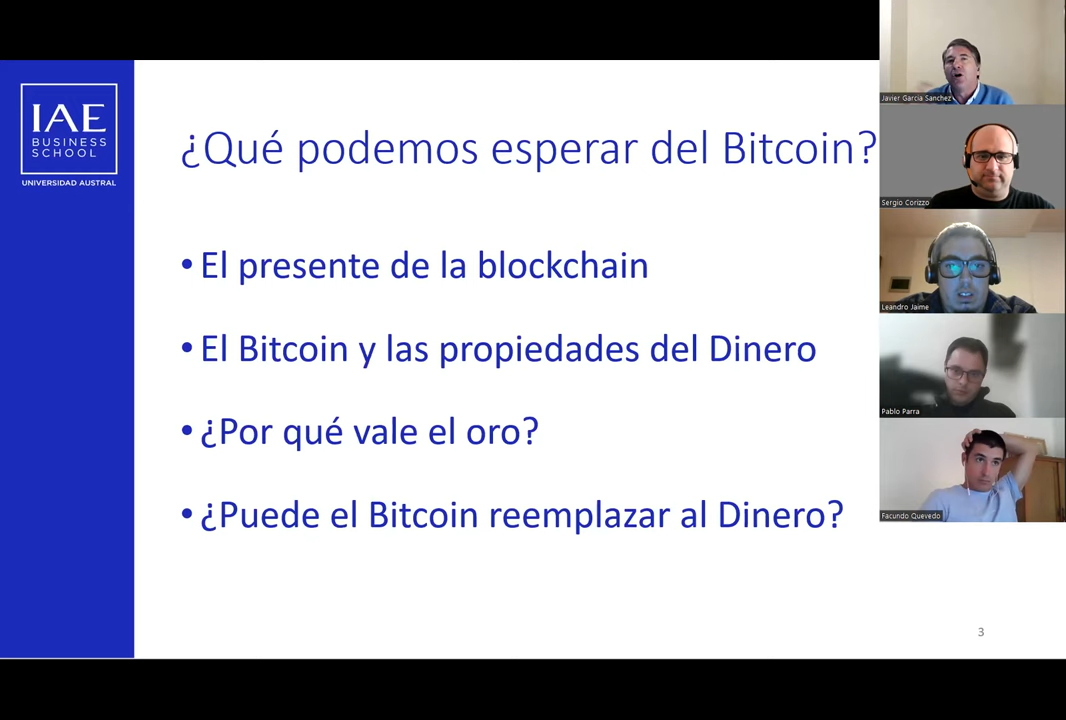 IAE
BUSINESS
SCHOOL
UNIVERSIDAD AUSTRAL
¿Qué podemos esperar del Bitcoin?
• El presente de la blockchain
• El Bitcoin y las propiedades del Dinero
• ¿Por qué vale el oro?
• ¿Puede el Bitcoin reemplazar al Dinero?
3
Javier Garcia Sanchez
Sergio Corizzo
Leandro Jaime
Pablo Parra
Facundo Quevedo